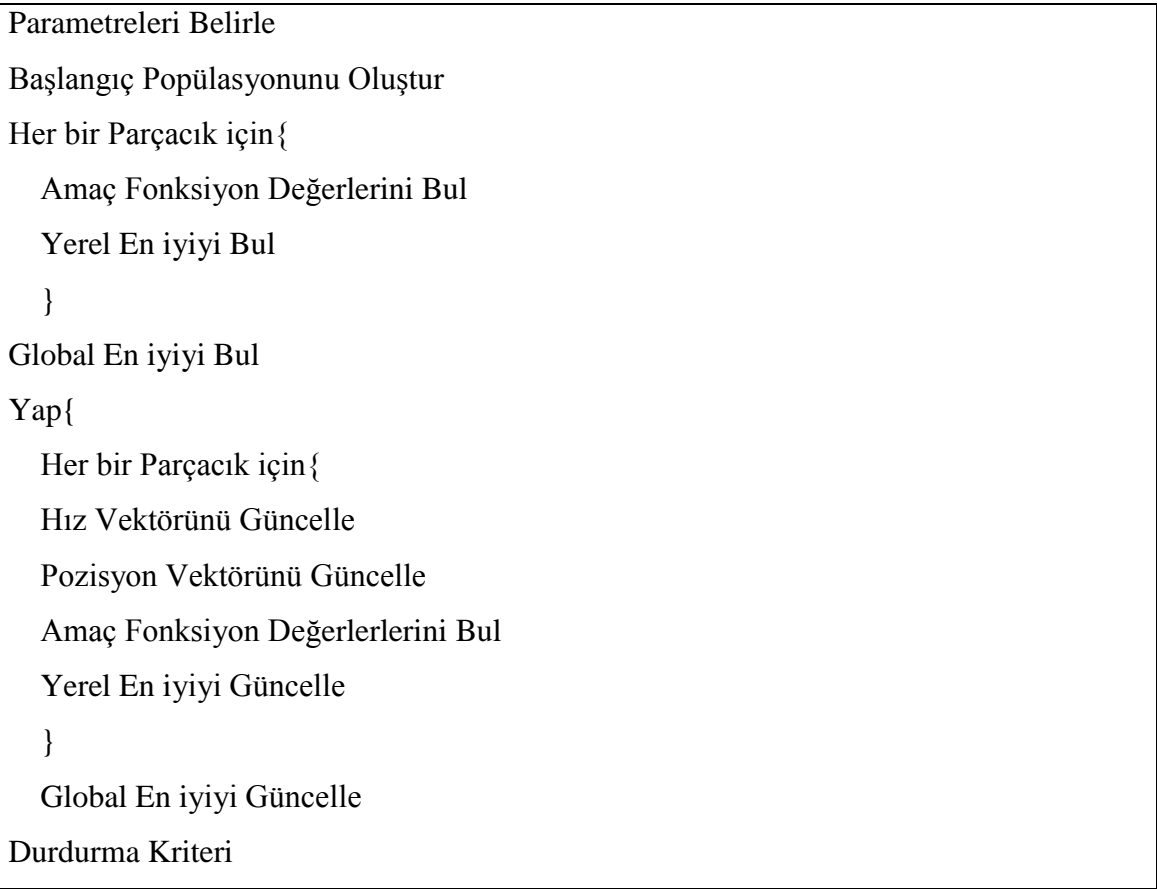 Parametreleri Belirle
Başlangıç Popülasyonunu Oluştur
Her bir Parçacık için{
Amaç Fonksiyon Değerlerini Bul
Yerel En iyiyi Bul
}
Global En iyiyi Bul
Yap{
Her bir Parçacık için{
Hız Vektörünü Güncelle
Pozisyon Vektörünü Güncelle
Amaç Fonksiyon Değerlerlerini Bul
Yerel En iyiyi Güncelle
}
Global En iyiyi Güncelle
Durdurma Kriteri